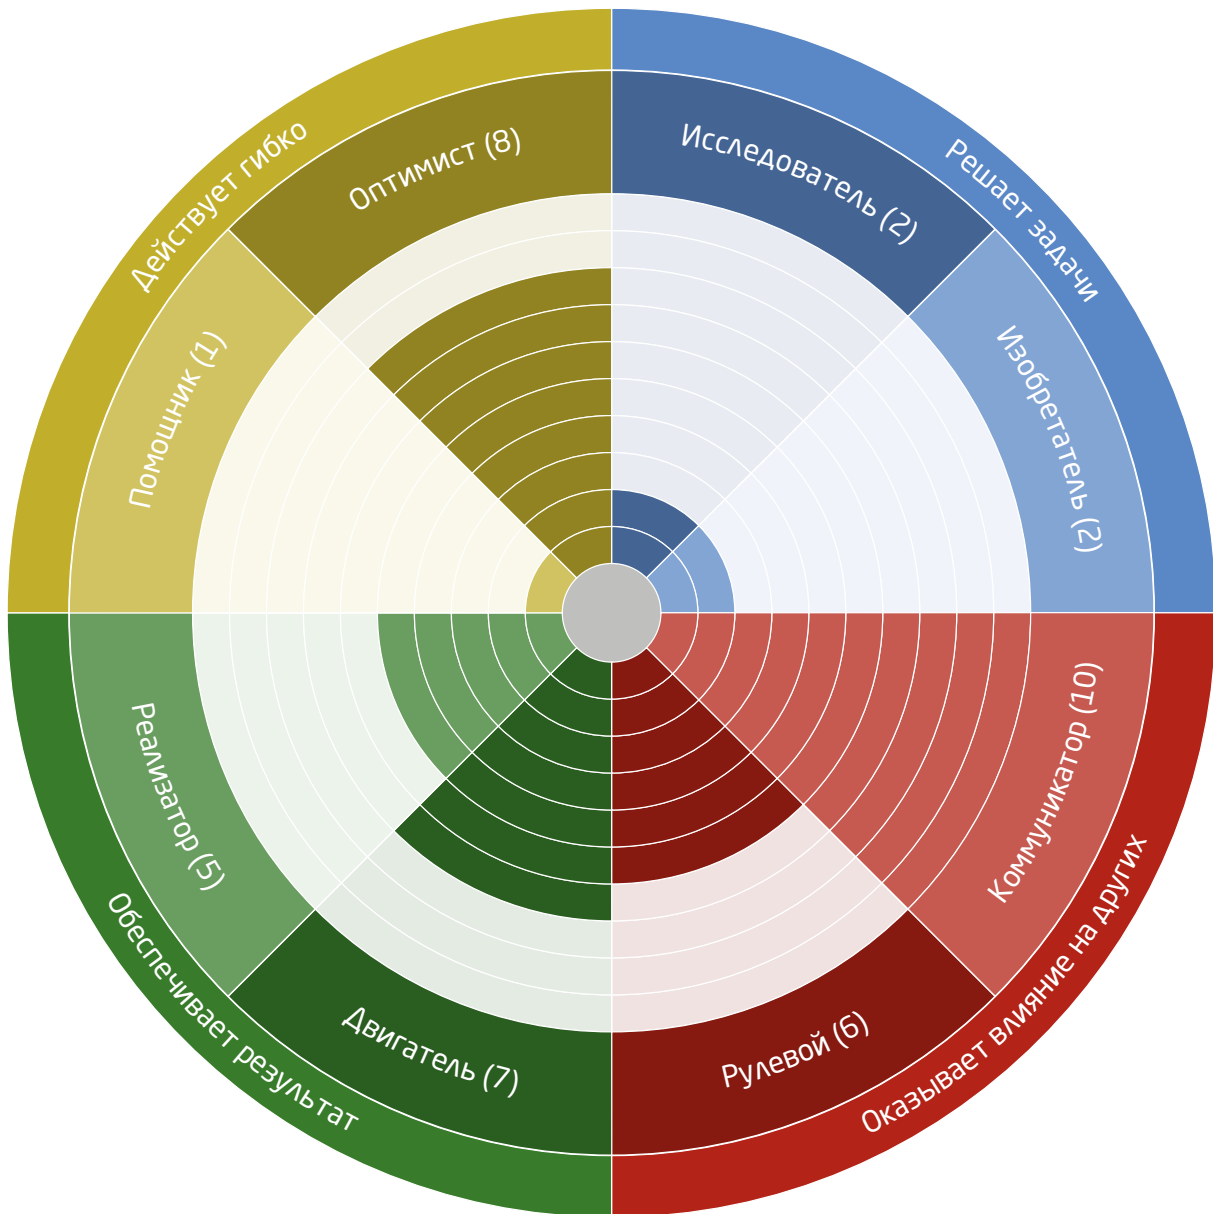 Действует гибко
Решает задачи
Оптимист (8)
Исследователь (2)
Помощник (1)
Изобретатель (2)
Реализатор (5)
Коммуникатор (10)
Двигатель (7)
Рулевой (6)
Обеспечивает результат
Оказывает влияние на других